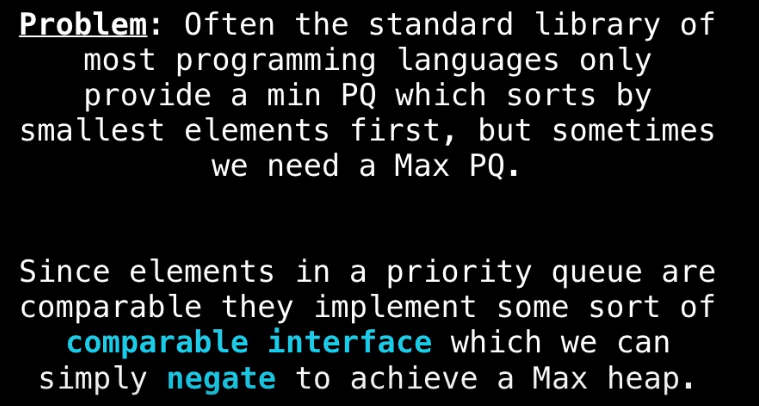 Problem: Often the standard library of
most programming languages only
provide a min PQ which sorts by
smallest elements first, but sometimes
we need a Max PQ.
Since elements in a priority queue are
comparable they implement some sort of
comparable interface which we can
simply negate to achieve a Max heap.